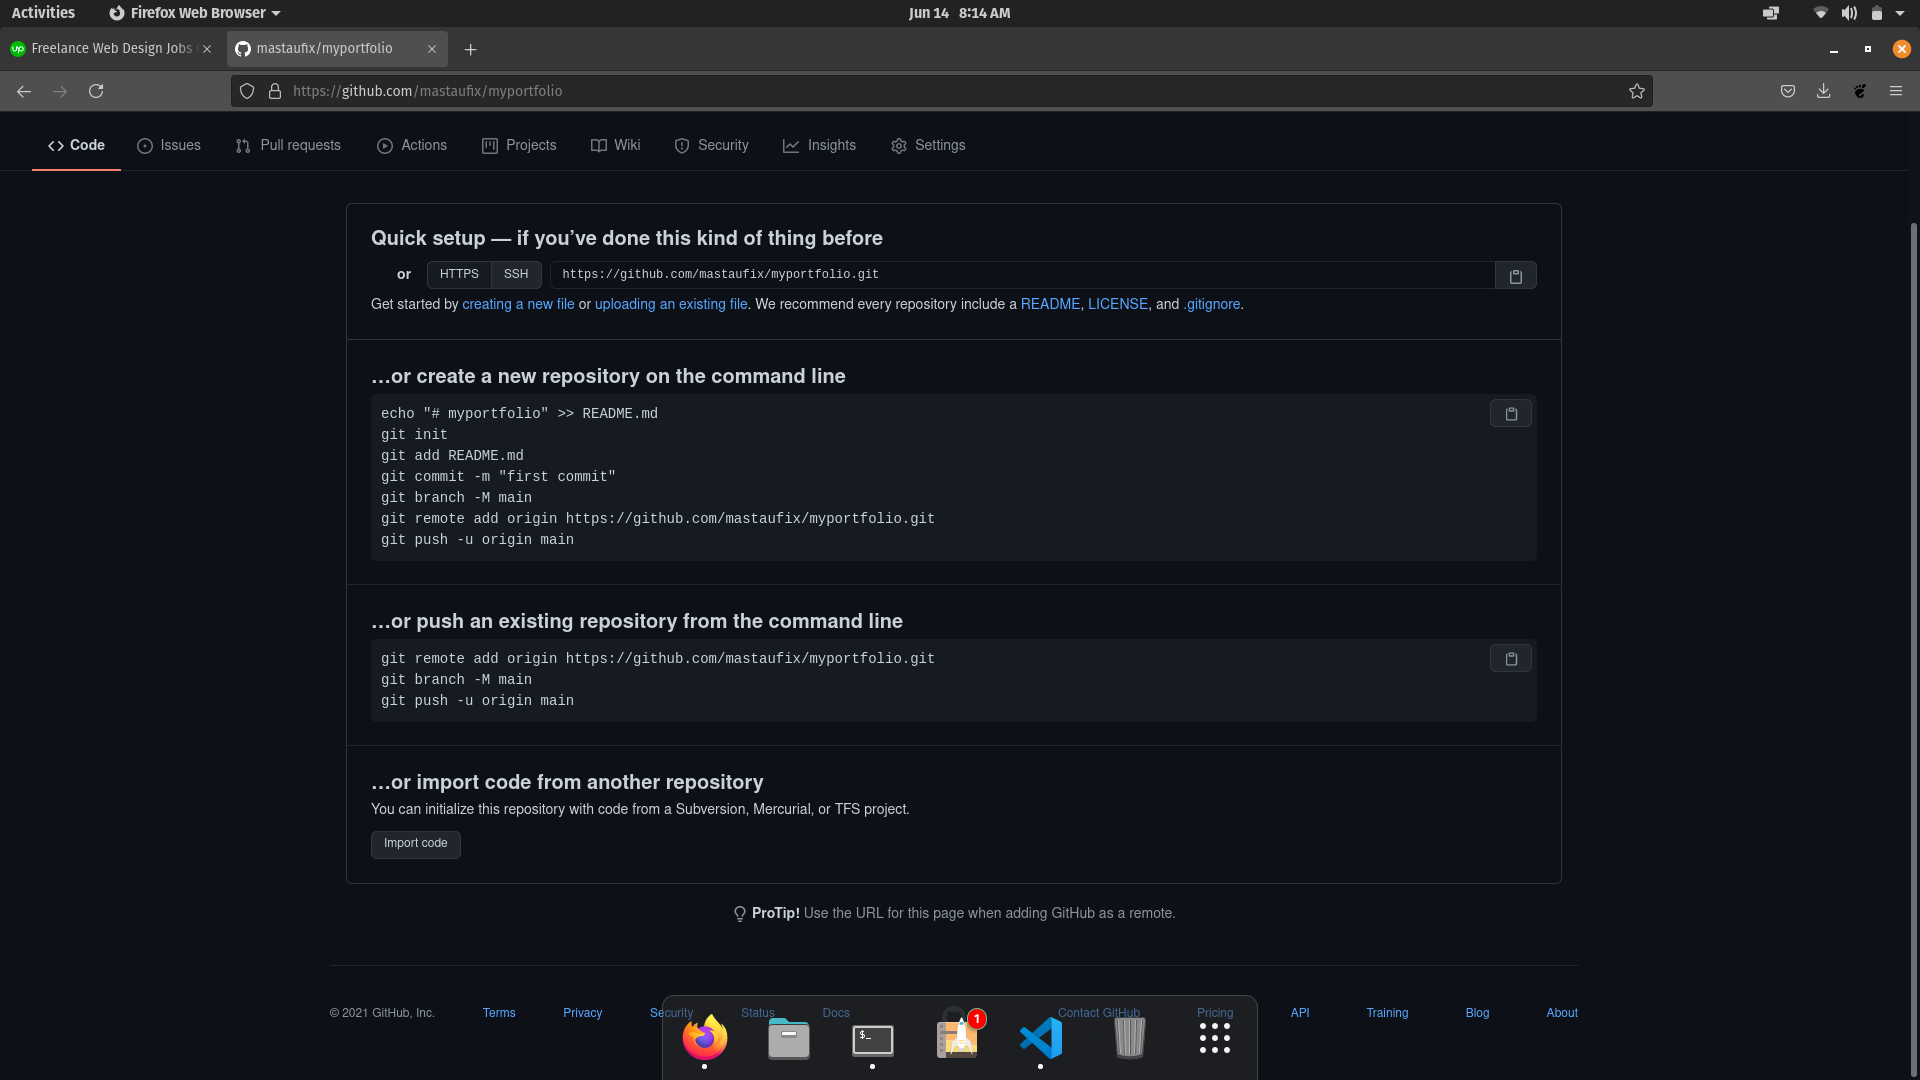 Activities
Firefox Web Browser
Jun 14 8:14 AM
Freelance Web Design Jobs
mastaufix/myportfolio
https://github.com/mastaufix/myportfolio
Code
Issues
Pull requests
Actions
Projects
Wiki
Security
Insights
Settings
Quick setup — if you’ve done this kind of thing before
or HTTPS SSH https://github.com/mastaufix/myportfolio.git
Get started by creating a new file or uploading an existing file. We recommend every repository include a README, LICENSE, and .gitignore.
…or create a new repository on the command line
echo "# myportfolio" >> README.md
git init
git add README.md
git commit -m "first commit"
git branch -M main
git remote add origin https://github.com/mastaufix/myportfolio.git
git push -u origin main
…or push an existing repository from the command line
git remote add origin https://github.com/mastaufix/myportfolio.git
git branch -M main
git push -u origin main
…or import code from another repository
You can initialize this repository with code from a Subversion, Mercurial, or TFS project.
Import code
ProTip! Use the URL for this page when adding GitHub as a remote.
© 2021 GitHub, Inc.
Terms
Privacy
Security
Status
Docs
Contact GitHub
Pricing
API
Training
Blog
About
$_
1